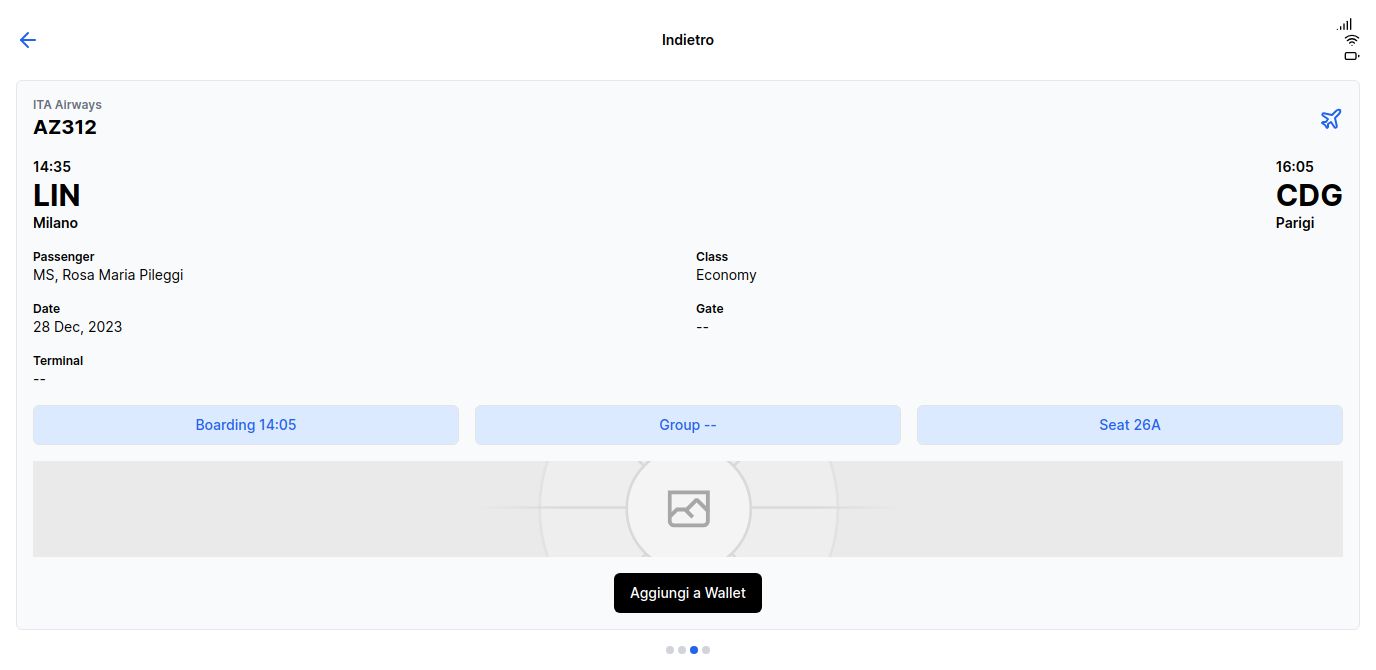 Indietro
ITA Airways
AZ312
14:35
LIN
Milano
16:05
CDG
Parigi
Passenger
MS, Rosa Maria Pileggi
Class
Economy
Date
28 Dec, 2023
Gate
--
Terminal
--
Boarding 14:05
Group --
Seat 26A
Aggiungi a Wallet